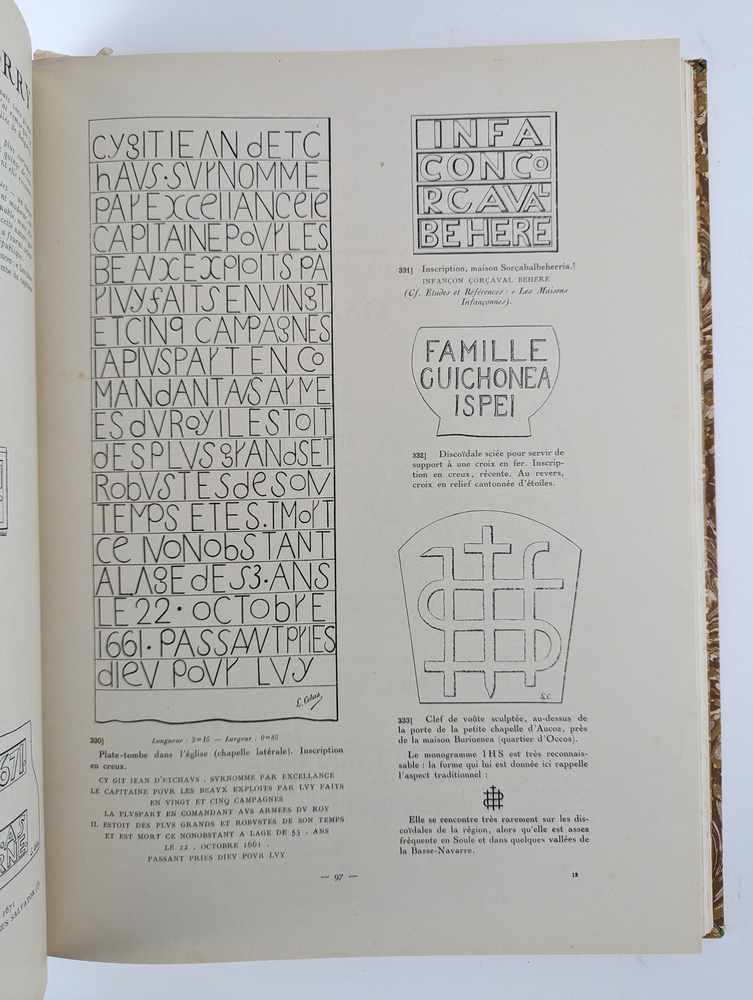 CYGIT IEAN dETC
hAVS · SVRNOMME
PAR EXCELLANCE le
CAPITAINE POVR LES
BEAVX EXPLOITS PA
R LVY FAITS EN VINGT
ET CINQ CAMPAGNES
LA PLVSPART EN CO
MANDANT AVS ARME
ES dV ROY IL ESTOIT
dES PLVS gRANdS ET
RObVSTES de SON
TEMPS ET ES.T MORT
Ce NONObSTANT
A LAGE dE 53 · ANS
LE 22 · OCTObRE
1661 · PASSANT PRIES
dIeV POVR LVY
L. Colas
330] Longueur : 2m15 — Largeur : 0m85
Plate-tombe dans l'église (chapelle latérale). Inscription
en creux.
CY GIT JEAN D'ETCHAVS , SVRNOMME PAR EXCELLANCE
LE CAPITAINE POVR LES BEAVX EXPLOITS PAR LVY FAITS
EN VINGT ET CINQ CAMPAGNES
LA PLVSPART EN COMANDANT AVS ARMEES DV ROY
IL ESTOIT DES PLVS GRANDS ET ROBVSTES DE SON TEMPS
ET EST MORT CE NONOBSTANT A LAGE DE 53 . ANS
LE 22 . OCTOBRE 1661 .
PASSANT PRIES DIEV POVR LVY
INFA
CONCO
RCAVAL
BEHERE
331] Inscription, maison Sorçabalbeherria.
INFANÇON ÇORÇAVAL BEHERE
(Cf. Etudes et Références : « Les Maisons
Infançonnes).
FAMILLE
GUICHONEA
ISPEI
332] Discoïdale sciée pour servir de
support à une croix en fer. Inscrip-
tion en creux, récente. Au revers,
croix en relief cantonnée d'étoiles.
L.C.
333] Clef de voûte sculptée, au-dessus de
la porte de la petite chapelle d'Aucoz, près
de la maison Buriuenea (quartier d'Occos).
Le monogramme IHS est très reconnais-
sable : la forme qui lui est donnée ici rappelle
l'aspect traditionnel :
Elle se rencontre très rarement sur les dis-
coïdales de la région, alors qu'elle est assez
fréquente en Soule et dans quelques vallées de
la Basse-Navarre.
— 97 —
13
ORRY
1671